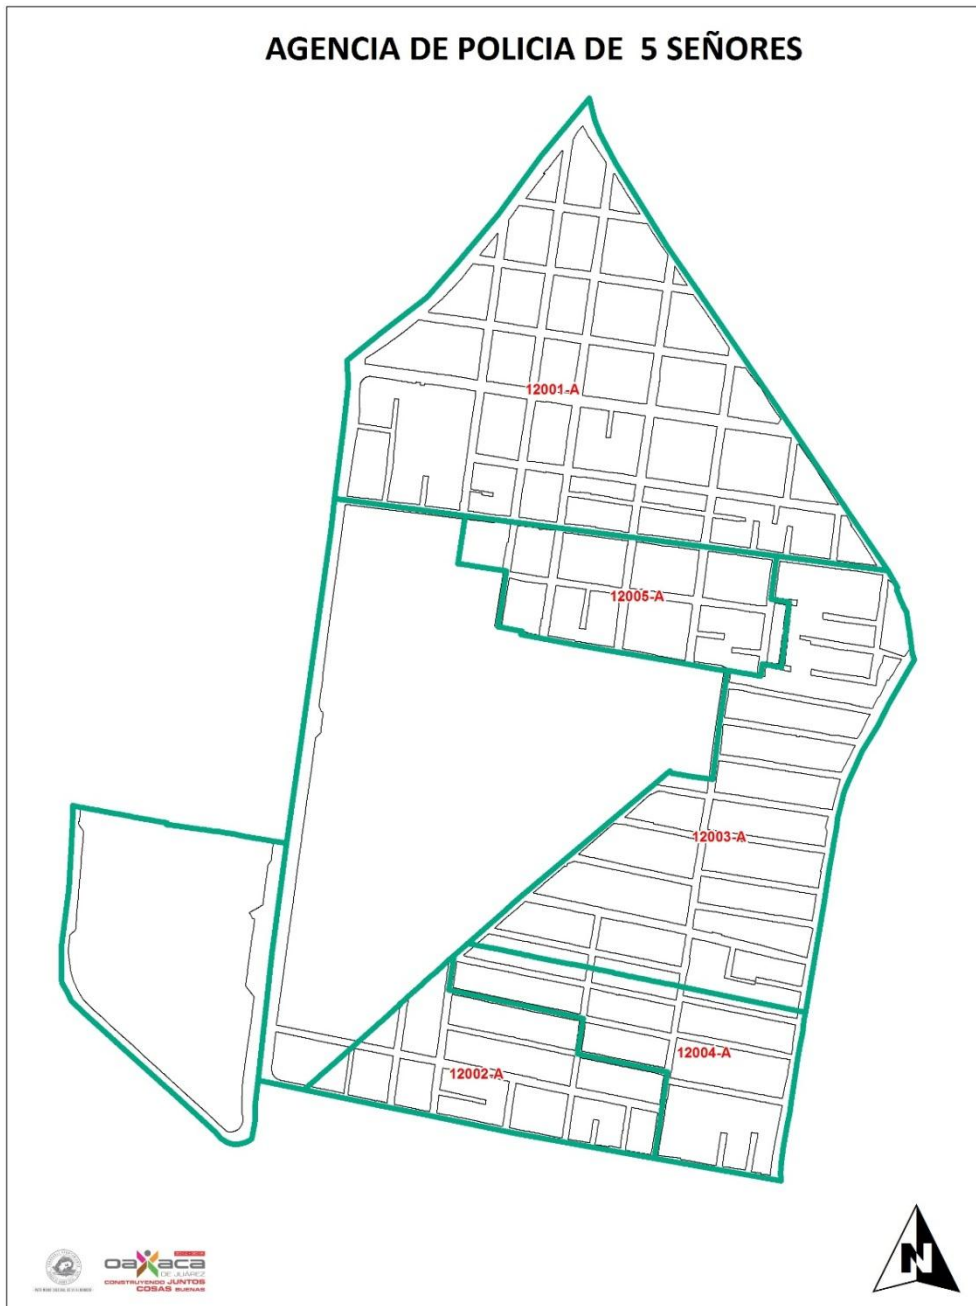 AGENCIA DE POLICIA DE 5 SEÑORES
12001-A
12005-A
12003-A
12004-A
12002-A
oaxaca
DE JUÁREZ
CONSTRUYENDO JUNTOS
COSAS BUENAS
N